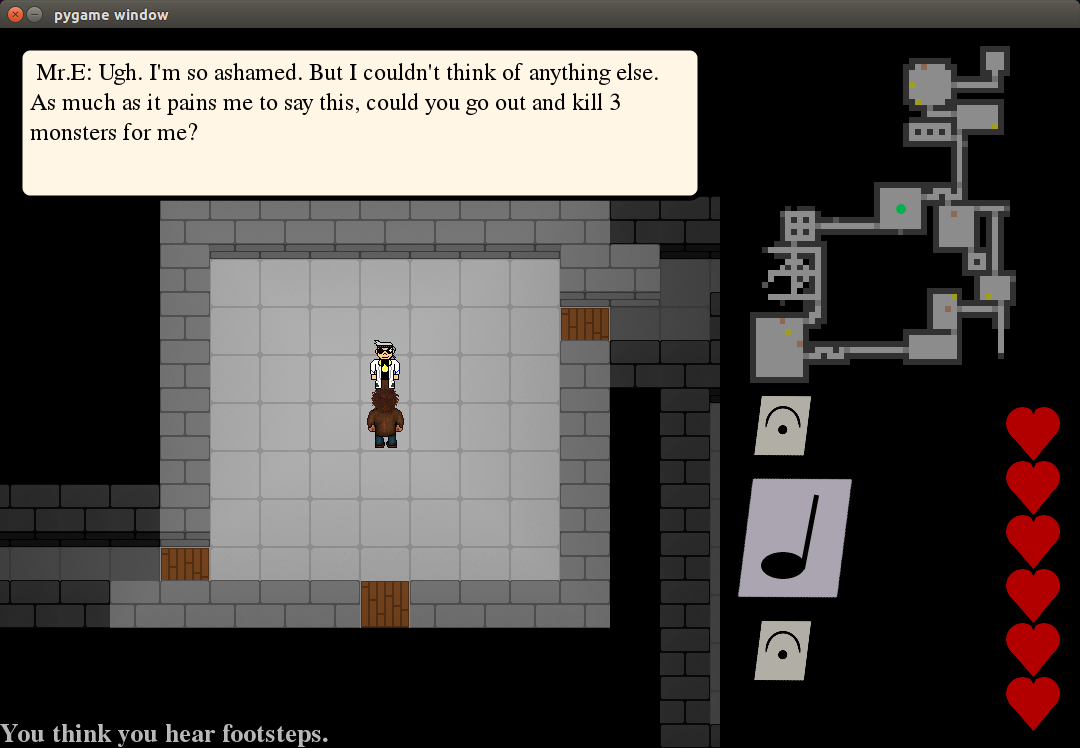 pygame window
Mr.E: Ugh. I'm so ashamed. But I couldn't think of anything else.
As much as it pains me to say this, could you go out and kill 3
monsters for me?
You think you hear footsteps.